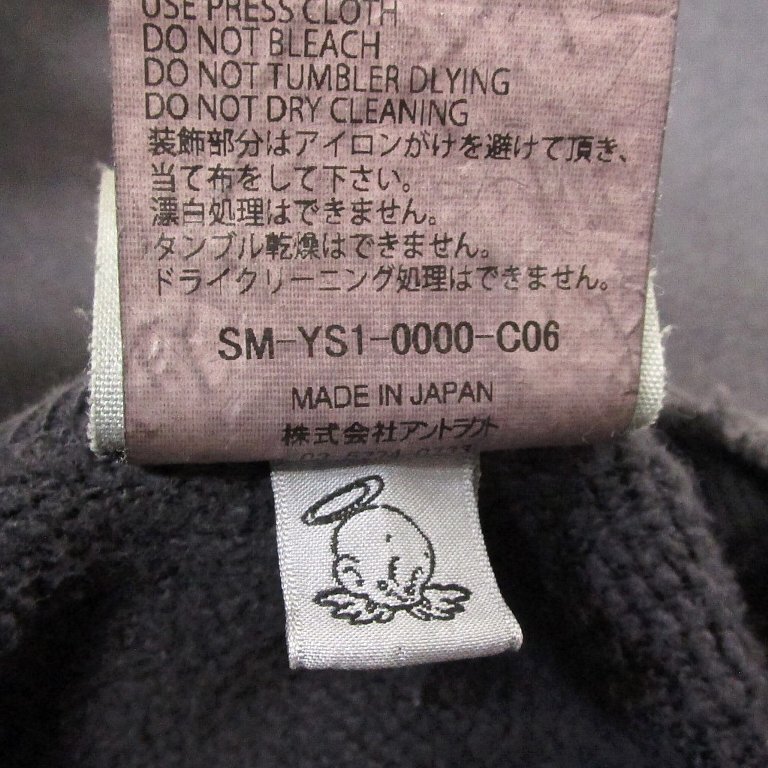 USE PRESS CLOTH
DO NOT BLEACH
DO NOT TUMBLER DLYING
DO NOT DRY CLEANING
装飾部分はアイロンがけを避けて頂き、
当て布をして下さい。
漂白処理はできません。
タンブル乾燥はできません。
ドライクリーニング処理はできません。
SM-YS1-0000-C06
MADE IN JAPAN
株式会社アントラクト